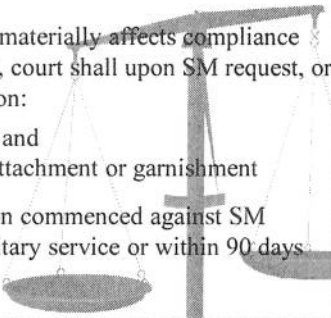 materially affects compliance
, court shall upon SM request, or
on:
and
ttachment or garnishment
n commenced against SM
itary service or within 90 days